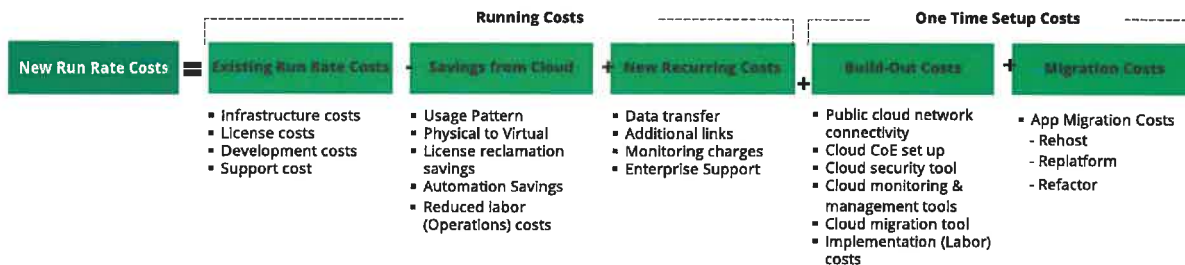 Running Costs
One Time Setup Costs
New Run Rate Costs = Existing Run Rate Costs - Savings from Cloud + New Recurring Costs + Build-Out Costs + Migration Costs
▪ Infrastructure costs
▪ License costs
▪ Development costs
▪ Support cost
▪ Usage Pattern
▪ Physical to Virtual
▪ License reclamation
savings
▪ Automation Savings
▪ Reduced labor
(Operations) costs
▪ Data transfer
▪ Additional links
▪ Monitoring charges
▪ Enterprise Support
▪ Public cloud network
connectivity
▪ Cloud CoE set up
▪ Cloud security tool
▪ Cloud monitoring &
management tools
▪ Cloud migration tool
▪ Implementation (Labor)
costs
▪ App Migration Costs
- Rehost
- Replatform
- Refactor